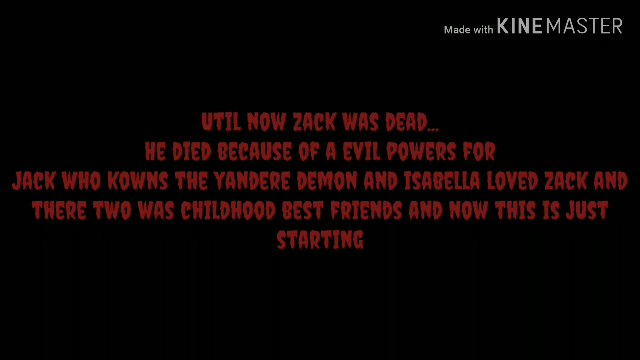 Made with KINEMASTER
UTIL NOW ZACK WAS DEAD...
HE DIED BECAUSE OF A EVIL POWERS FOR
JACK WHO KOWNS THE YANDERE DEMON AND ISABELLA LOVED ZACK AND
THERE TWO WAS CHILDHOOD BEST FRIENDS AND NOW THIS IS JUST
STARTING